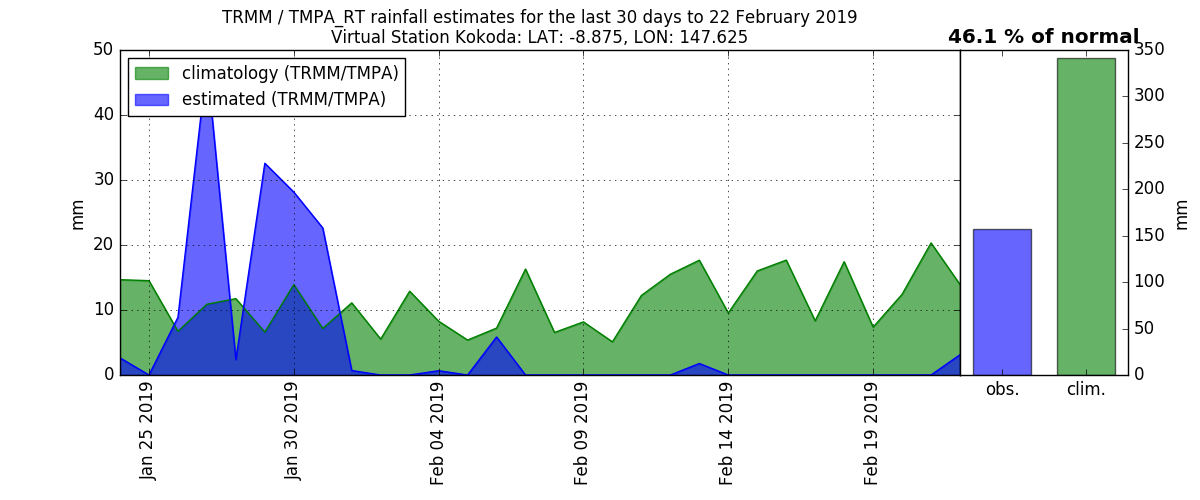 TRMM / TMPA_RT rainfall estimates for the last 30 days to 22 February 2019
Virtual Station Kokoda: LAT: -8.875, LON: 147.625
46.1 % of normal
climatology (TRMM/TMPA)
estimated (TRMM/TMPA)
50
40
30
20
10
0
mm
Jan 25 2019
Jan 30 2019
Feb 04 2019
Feb 09 2019
Feb 14 2019
Feb 19 2019
obs.
clim.
350
300
250
200
150
100
50
0
mm